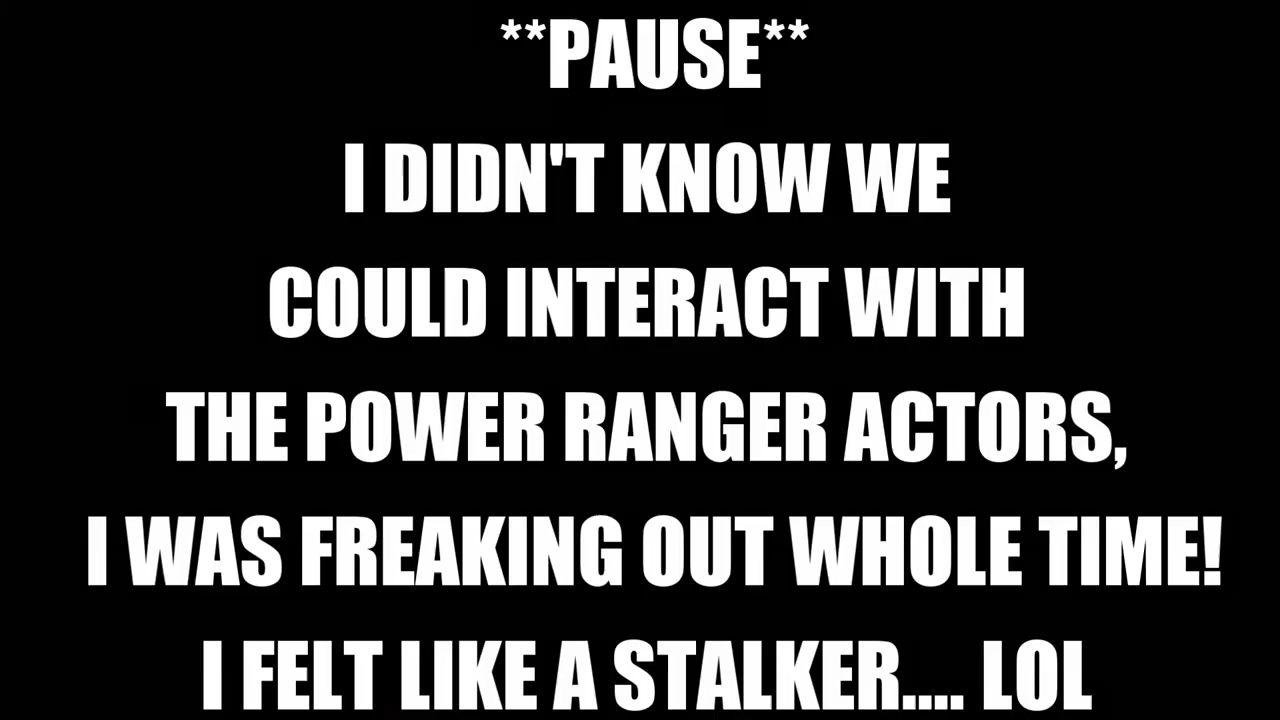 **PAUSE**
I DIDN'T KNOW WE
COULD INTERACT WITH
THE POWER RANGER ACTORS,
I WAS FREAKING OUT WHOLE TIME!
I FELT LIKE A STALKER.... LOL